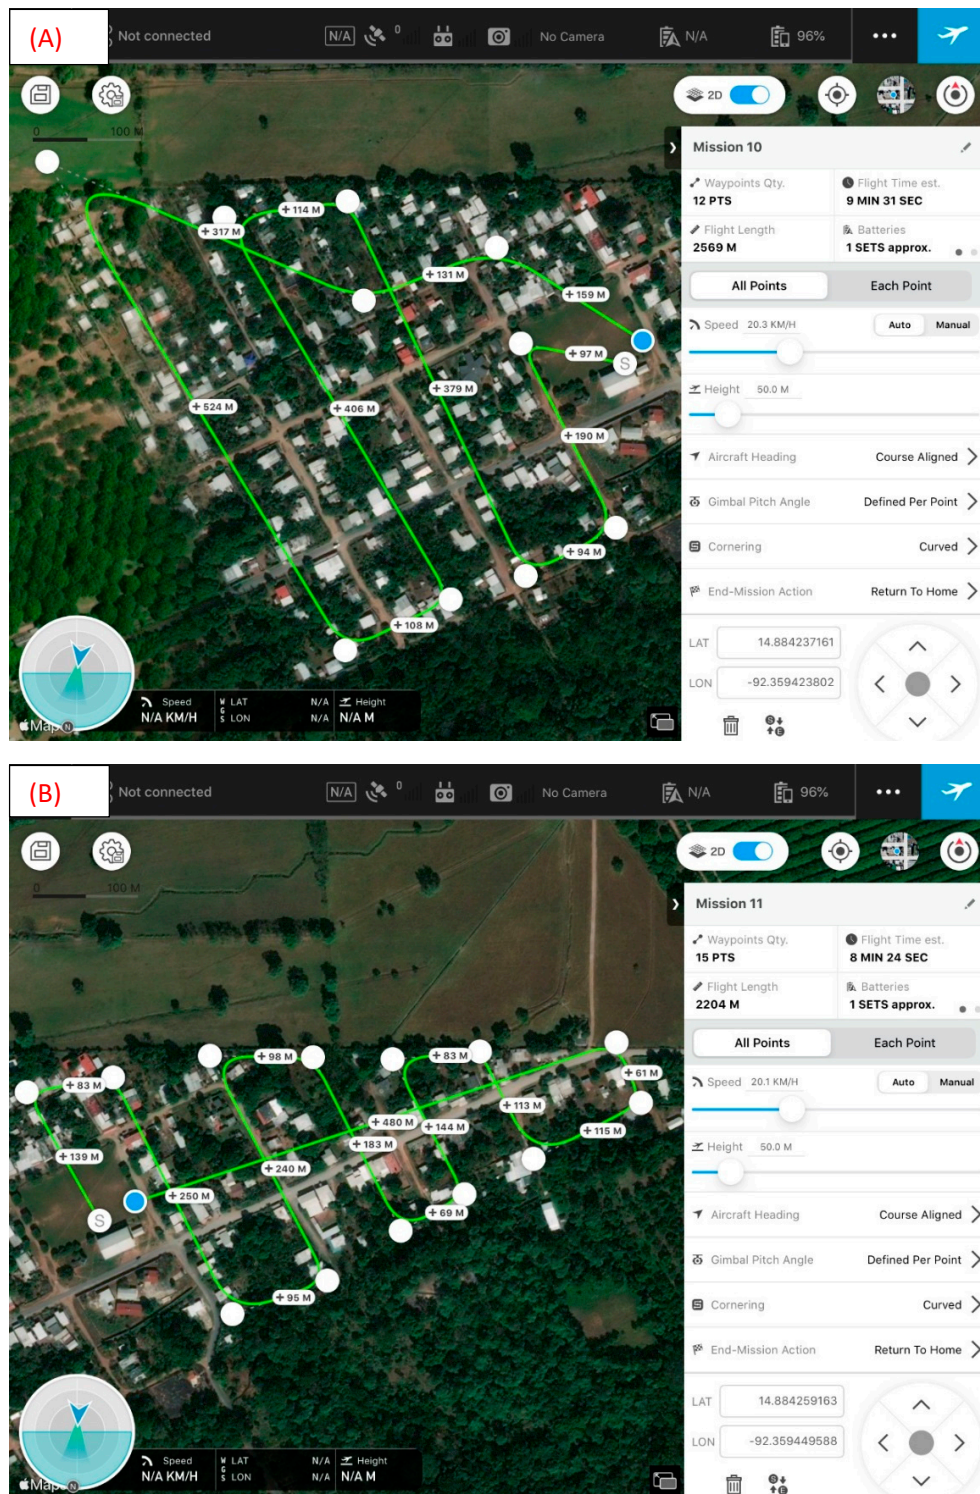 (A)
Not connected
N/A
0
No Camera
N/A
96%
•••
2D
0
100 M
Mission 10
Waypoints Qty.
12 PTS
Flight Time est.
9 MIN 31 SEC
Flight Length
2569 M
Batteries
1 SETS approx.
All Points
Each Point
Speed 20.3 KM/H
Auto
Manual
Height 50.0 M
Aircraft Heading
Course Aligned
Gimbal Pitch Angle
Defined Per Point
Cornering
Curved
End-Mission Action
Return To Home
LAT 14.884237161
LON -92.359423802
S
E
+ 114 M
+ 317 M
+ 131 M
+ 159 M
+ 97 M
S
+ 379 M
+ 524 M
+ 406 M
+ 190 M
+ 94 M
+ 108 M
Speed
N/A KM/H
W
G
S
LAT N/A
LON N/A
Height
N/A M
Maps
N
(B)
Not connected
N/A
0
No Camera
N/A
96%
•••
2D
0
100 M
Mission 11
Waypoints Qty.
15 PTS
Flight Time est.
8 MIN 24 SEC
Flight Length
2204 M
Batteries
1 SETS approx.
All Points
Each Point
Speed 20.1 KM/H
Auto
Manual
Height 50.0 M
Aircraft Heading
Course Aligned
Gimbal Pitch Angle
Defined Per Point
Cornering
Curved
End-Mission Action
Return To Home
LAT 14.884259163
LON -92.359449588
S
E
+ 98 M
+ 83 M
+ 83 M
+ 61 M
+ 113 M
+ 480 M
+ 144 M
+ 115 M
+ 183 M
+ 139 M
+ 240 M
+ 250 M
+ 69 M
S
+ 95 M
Speed
N/A KM/H
W
G
S
LAT N/A
LON N/A
Height
N/A M
Maps
N